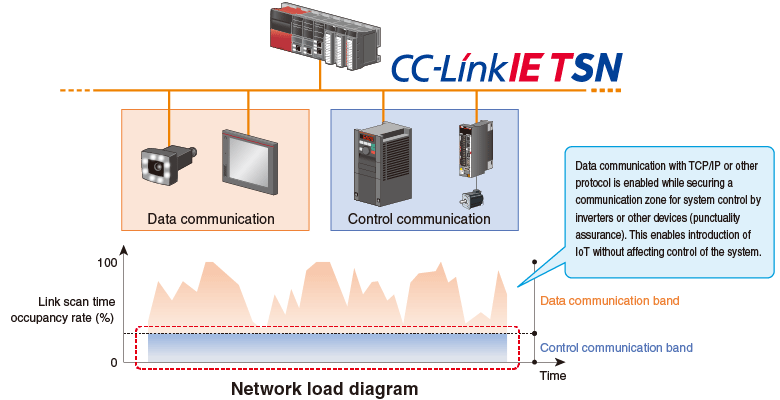 CC-Link IE TSN
Data communication
Control communication
Data communication with TCP/IP or other
protocol is enabled while securing a
communication zone for system control by
inverters or other devices (punctuality
assurance). This enables introduction of
IoT without affecting control of the system.
100
Link scan time
occupancy rate (%)
0
Data communication band
Control communication band
Time
Network load diagram